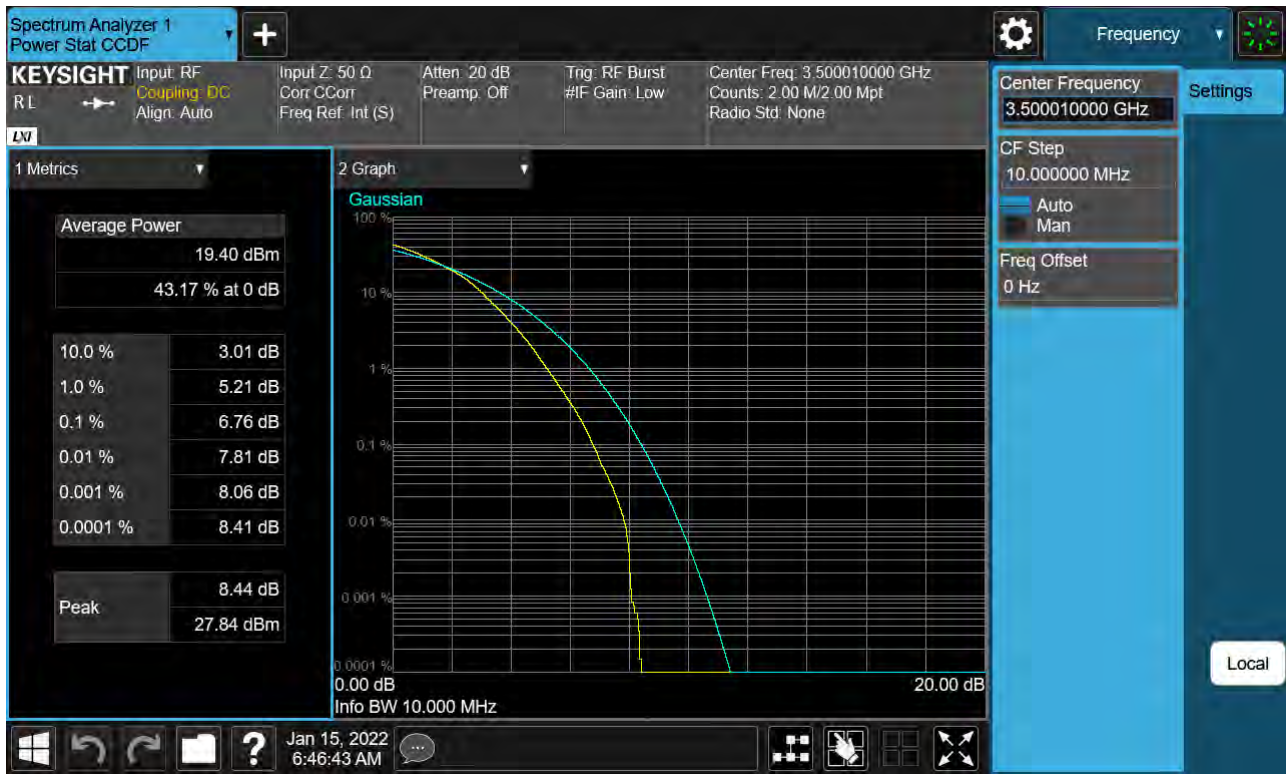 Spectrum Analyzer 1
Power Stat CCDF
+
Frequency
KEYSIGHT
RL
LXI
Input: RF
Coupling: DC
Align: Auto
Input Z: 50 Ω
Corr CCorr
Freq Ref: Int (S)
Atten: 20 dB
Preamp: Off
Trig: RF Burst
#IF Gain: Low
Center Freq: 3.500010000 GHz
Counts: 2.00 M/2.00 Mpt
Radio Std: None
Center Frequency
3.500010000 GHz
Settings
CF Step
10.000000 MHz
Auto
Man
Freq Offset
0 Hz
Local
1 Metrics
Average Power
19.40 dBm
43.17 % at 0 dB
10.0 % 3.01 dB
1.0 % 5.21 dB
0.1 % 6.76 dB
0.01 % 7.81 dB
0.001 % 8.06 dB
0.0001 % 8.41 dB
Peak
8.44 dB
27.84 dBm
2 Graph
Gaussian
100 %
10 %
1 %
0.1 %
0.01 %
0.001 %
0.0001 %
0.00 dB 20.00 dB
Info BW 10.000 MHz
?
Jan 15, 2022
6:46:43 AM